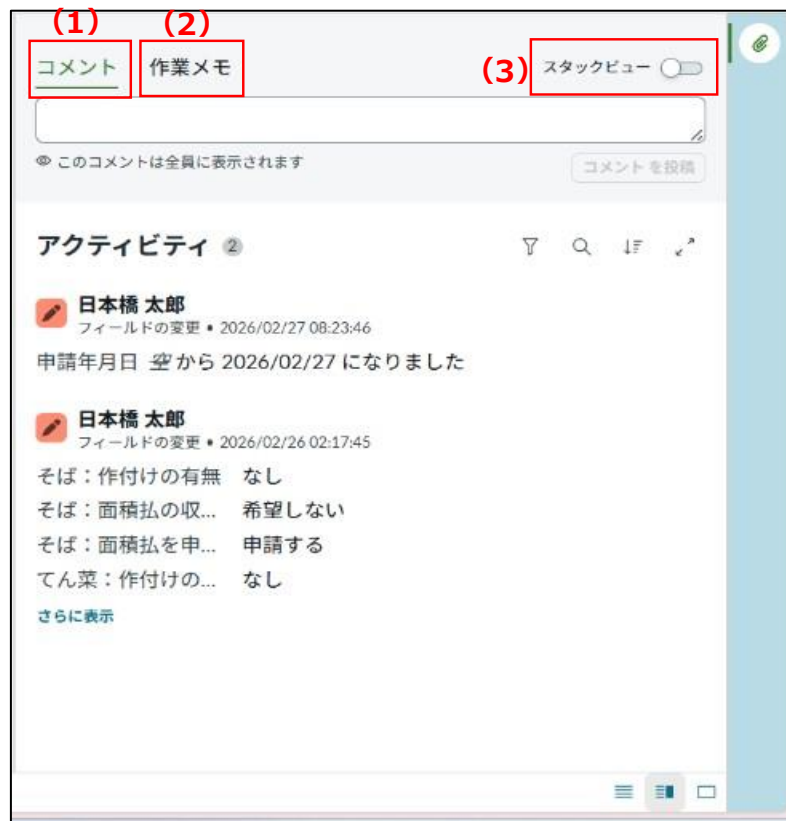 (1) (2)
コメント 作業メモ (3) スタックビュー
このコメントは全員に表示されます コメント を投稿
アクティビティ 2
日本橋 太郎
フィールドの変更 • 2026/02/27 08:23:46
申請年月日 空 から 2026/02/27 になりました
日本橋 太郎
フィールドの変更 • 2026/02/26 02:17:45
そば：作付けの有無 なし
そば：面積払の収... 希望しない
そば：面積払を申... 申請する
てん菜：作付けの... なし
さらに表示